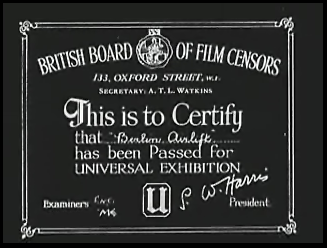 BRITISH BOARD OF FILM CENSORS
133, OXFORD STREET, W.1.
SECRETARY: A. T. L. WATKINS
This is to Certify
that "Berlin Airlift"
has been Passed for
UNIVERSAL EXHIBITION
U S. W. Harris
Examiners President